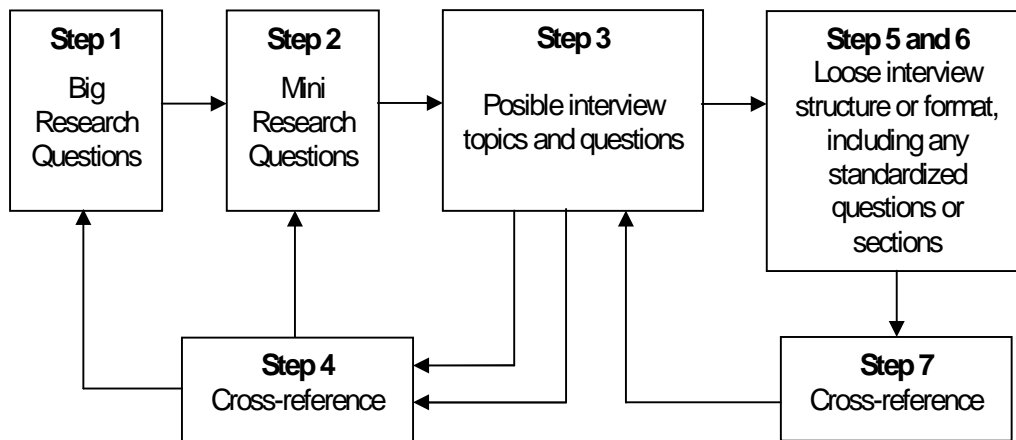 Step 1
Big
Research
Questions
Step 2
Mini
Research
Questions
Step 3
Posible interview
topics and questions
Step 5 and 6
Loose interview
structure or format,
including any
standardized
questions or
sections
Step 4
Cross-reference
Step 7
Cross-reference